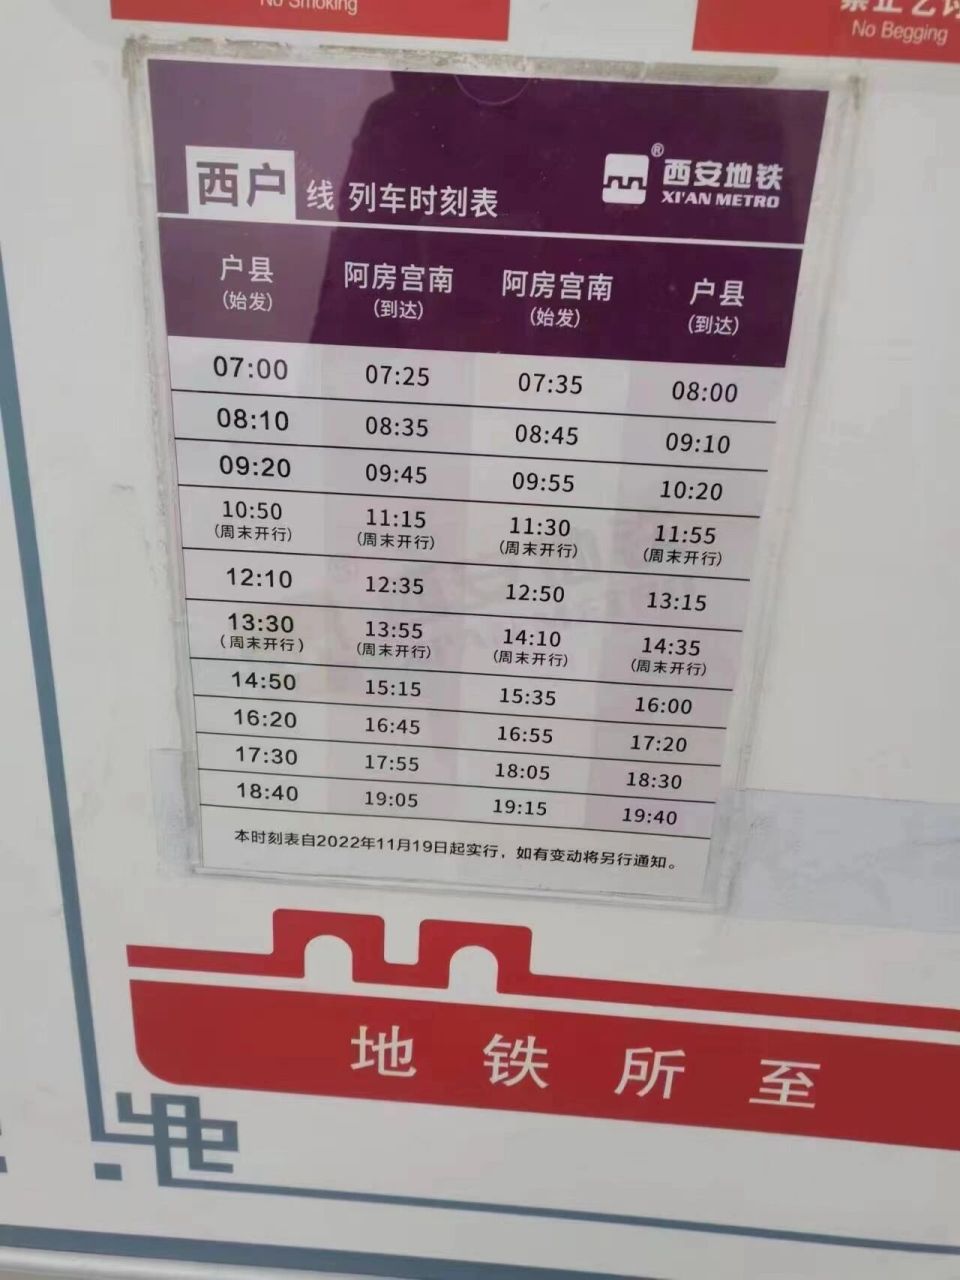 No Smoking
No Begging
西户 线 列车时刻表
西安地铁
XI'AN METRO
®
户县 阿房宫南 阿房宫南 户县
(始发) (到达) (始发) (到达)
07:00 07:25 07:35 08:00
08:10 08:35 08:45 09:10
09:20 09:45 09:55 10:20
10:50 11:15 11:30 11:55
(周末开行) (周末开行) (周末开行) (周末开行)
12:10 12:35 12:50 13:15
13:30 13:55 14:10 14:35
(周末开行) (周末开行) (周末开行) (周末开行)
14:50 15:15 15:35 16:00
16:20 16:45 16:55 17:20
17:30 17:55 18:05 18:30
18:40 19:05 19:15 19:40
本时刻表自2022年11月19日起实行，如有变动将另行通知。
地铁所至